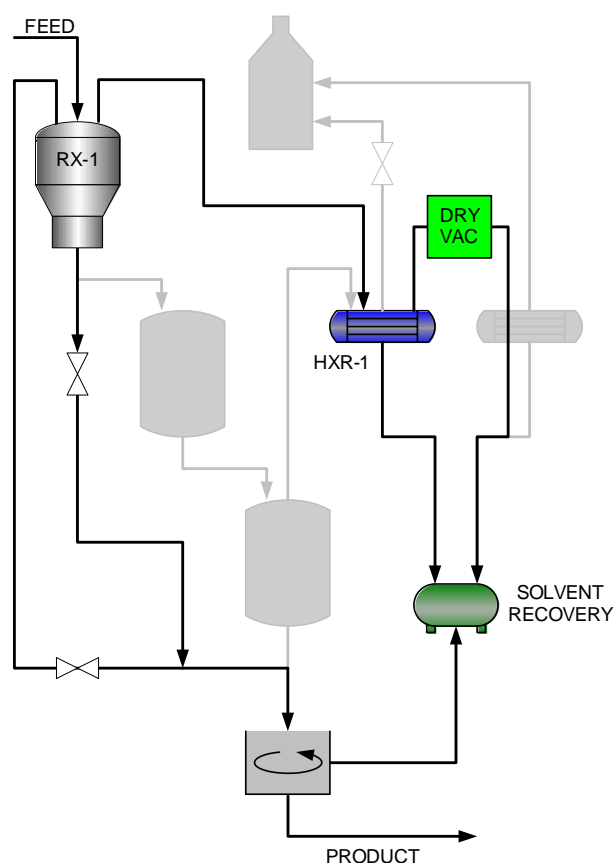 FEED
RX-1
DRY
VAC
HXR-1
SOLVENT
RECOVERY
PRODUCT